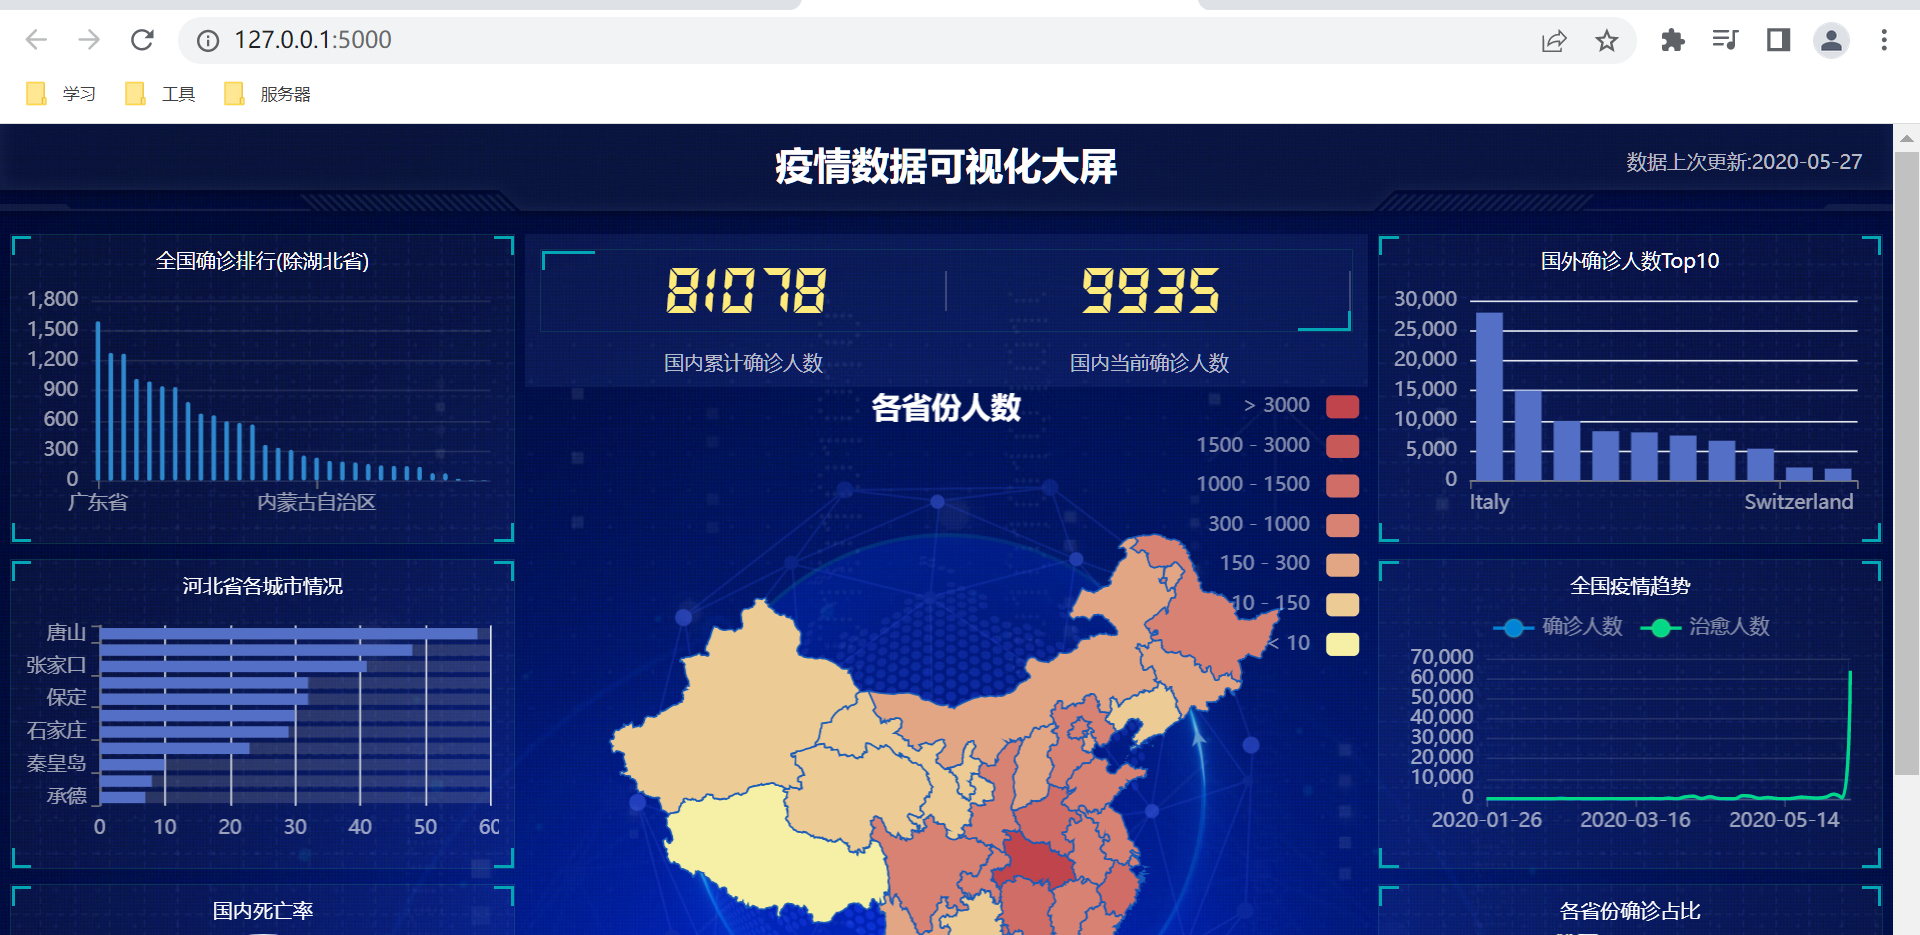 127.0.0.1:5000
学习 工具 服务器
疫情数据可视化大屏
数据上次更新:2020-05-27
全国确诊排行(除湖北省)
1,800
1,500
1,200
900
600
300
0
广东省 内蒙古自治区
河北省各城市情况
唐山
张家口
保定
石家庄
秦皇岛
承德
0 10 20 30 40 50 60
国内死亡率
81078 9935
国内累计确诊人数 国内当前确诊人数
各省份人数
> 3000
1500 - 3000
1000 - 1500
300 - 1000
150 - 300
10 - 150
< 10
国外确诊人数Top10
30,000
25,000
20,000
15,000
10,000
5,000
0
Italy Switzerland
全国疫情趋势
确诊人数 治愈人数
70,000
60,000
50,000
40,000
30,000
20,000
10,000
0
2020-01-26 2020-03-16 2020-05-14
各省份确诊占比